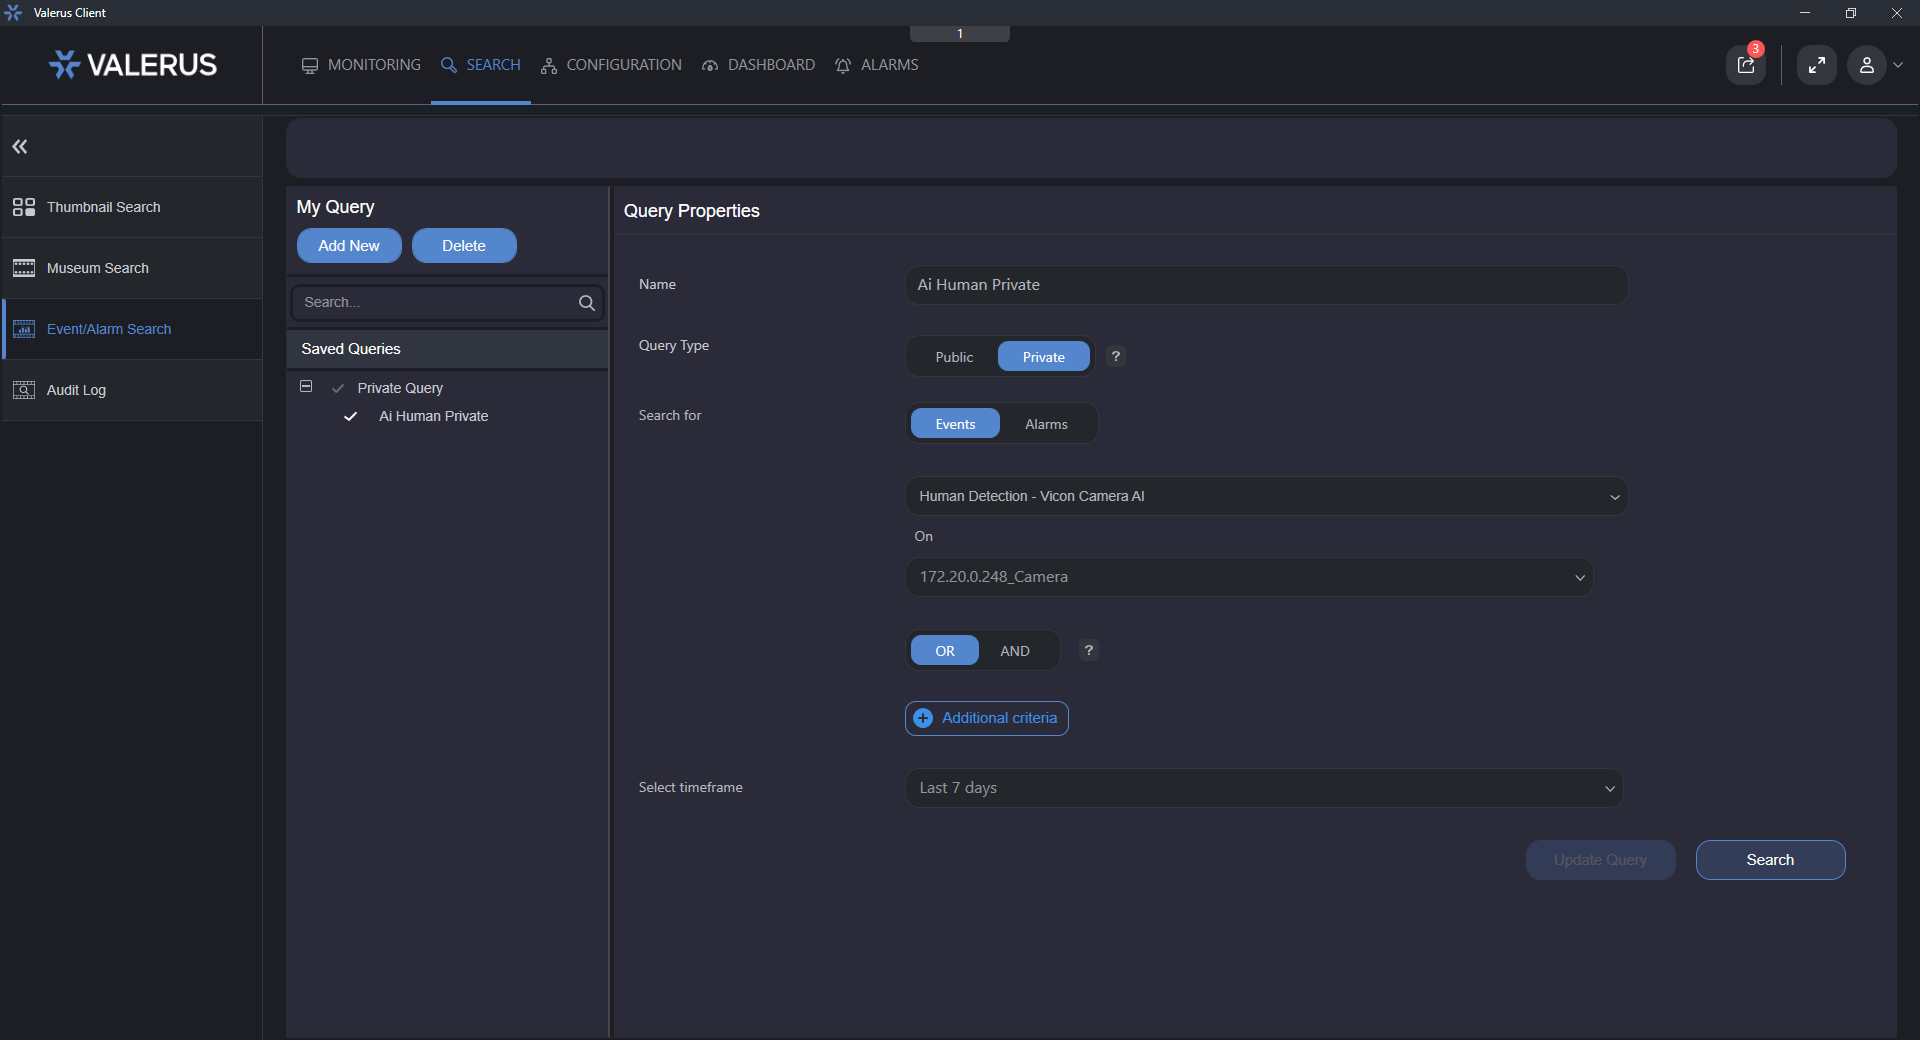 Valerus Client
1
VALERUS
MONITORING
SEARCH
CONFIGURATION
DASHBOARD
ALARMS
3
Thumbnail Search
Museum Search
Event/Alarm Search
Audit Log
My Query
Add New
Delete
Search...
Saved Queries
Private Query
Ai Human Private
Query Properties
Name
Ai Human Private
Query Type
Public
Private
?
Search for
Events
Alarms
Human Detection - Vicon Camera AI
On
172.20.0.248_Camera
OR
AND
?
Additional criteria
Select timeframe
Last 7 days
Update Query
Search